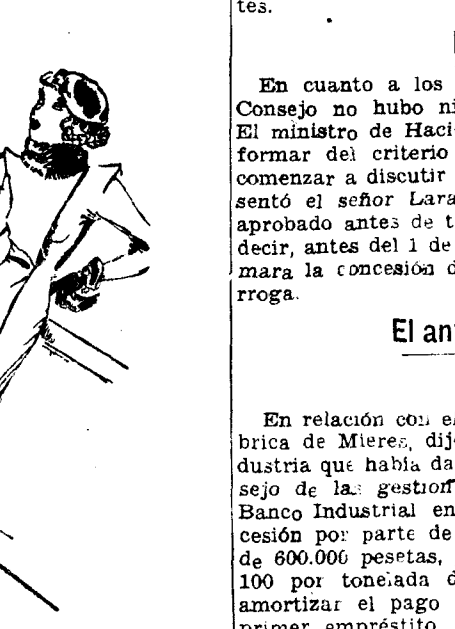 tes.
En cuanto a los
Consejo no hubo ni
El ministro de Haci-
formar del criterio
comenzar a discutir
sentó el señor Lara
aprobado antes de t
decir, antes del 1 de
mara la concesión d
rroga.
El an
En relación con e
brica de Mieres, dij
dustria que había da
sejo de las gestion
Banco Industrial en
cesión por parte de
de 600.000 pesetas,
100 por tonelada d
amortizar el pago
primer empréstito